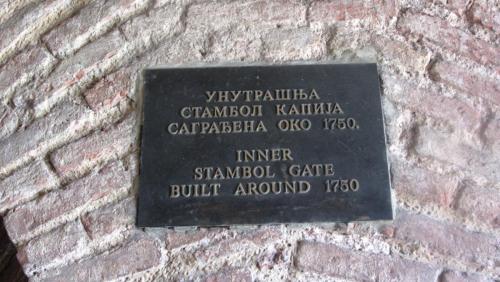 УНУТРАШЊА
СТАМБОЛ КАПИЈА
САГРАЂЕНА ОКО 1750.
INNER
STAMBOL GATE
BUILT AROUND 1750